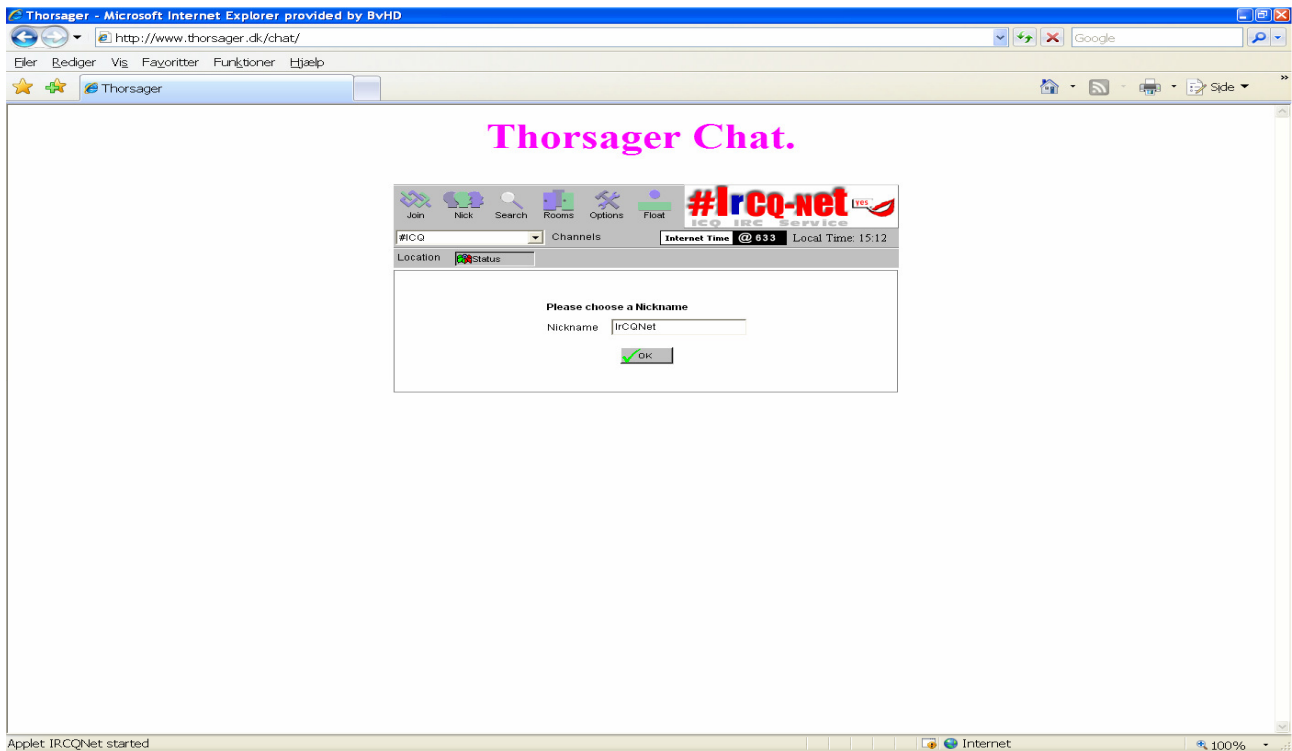 Thorsager - Microsoft Internet Explorer provided by BvHD
http://www.thorsager.dk/chat/
Google
Filer Rediger Vis Favoritter Funktioner Hjælp
Thorsager
Side
Thorsager Chat.
Join Nick Search Rooms Options Float
#IrCQ-Net yes
ICQ IRC Service
#ICQ Channels Internet Time @ 633 Local Time: 15:12
Location Status
Please choose a Nickname
Nickname IrCQNet
OK
Applet IRCQNet started Internet 100%